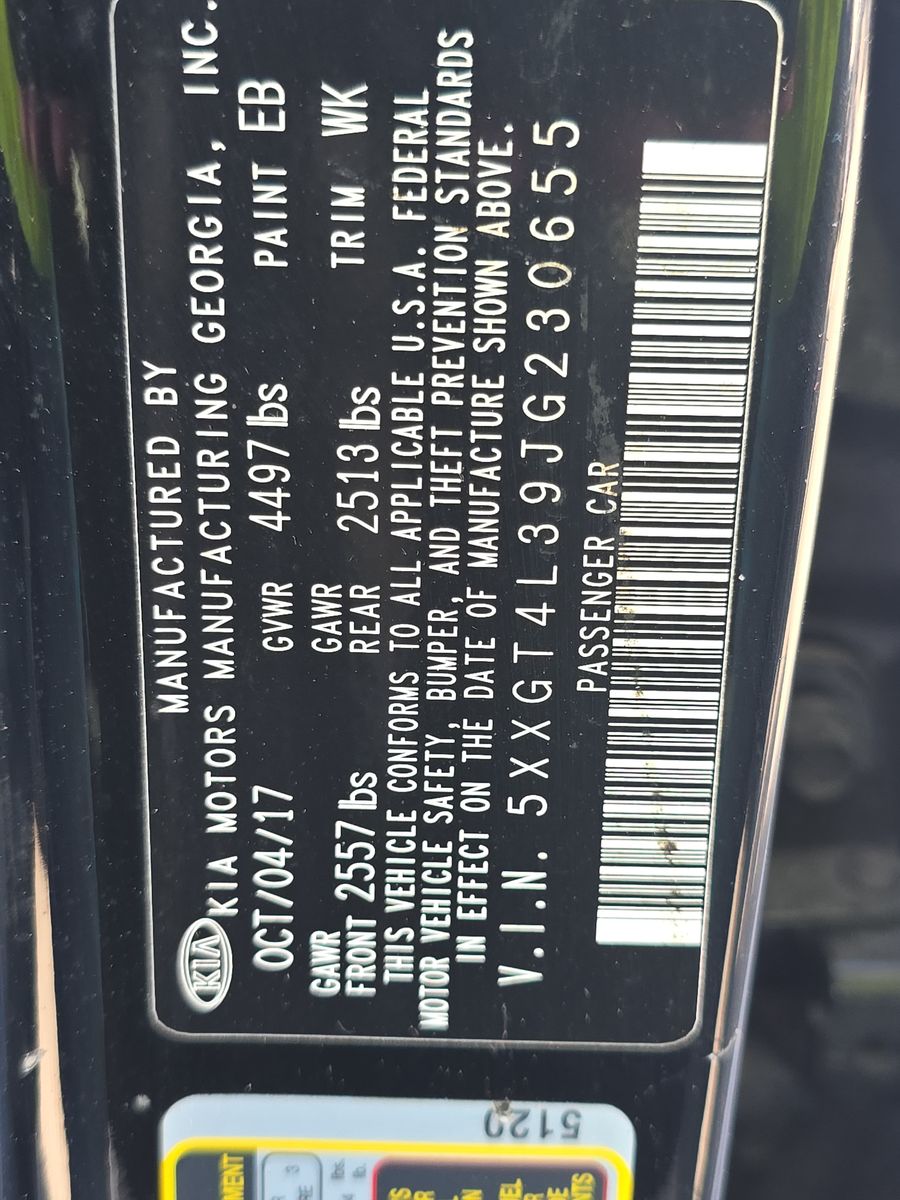 MANUFACTURED BY
KIA KIA MOTORS MANUFACTURING GEORGIA, INC.
OCT/04/17 GVWR 4497 lbs PAINT EB
GAWR FRONT 2557 lbs GAWR REAR 2513 lbs TRIM WK
THIS VEHICLE CONFORMS TO ALL APPLICABLE U.S.A. FEDERAL
MOTOR VEHICLE SAFETY, BUMPER, AND THEFT PREVENTION STANDARDS
IN EFFECT ON THE DATE OF MANUFACTURE SHOWN ABOVE.
V.I.N. 5XXGT4L39JG230655
PASSENGER CAR
5120